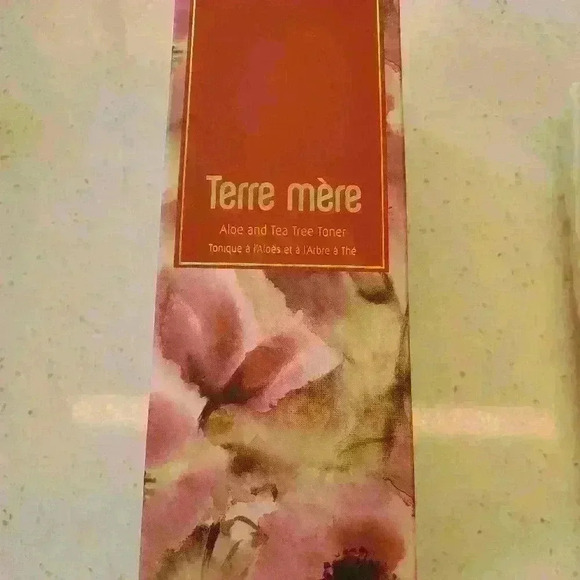 Terre mère
Aloe and Tea Tree Toner
Tonique à l'Aloès et à l'Arbre à Thé